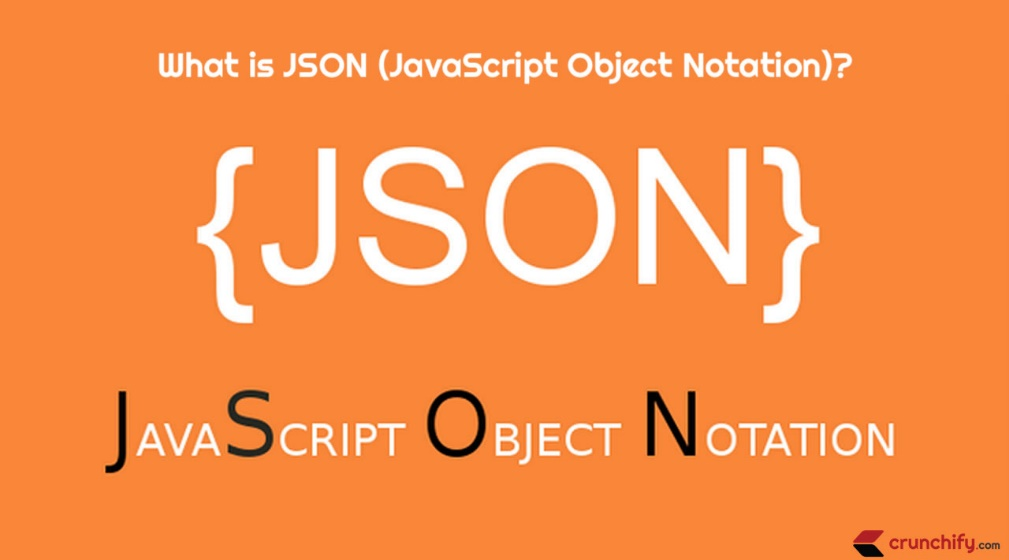 What is JSON (JavaScript Object Notation)?
{JSON}
JAVASCRIPT OBJECT NOTATION
crunchify.com